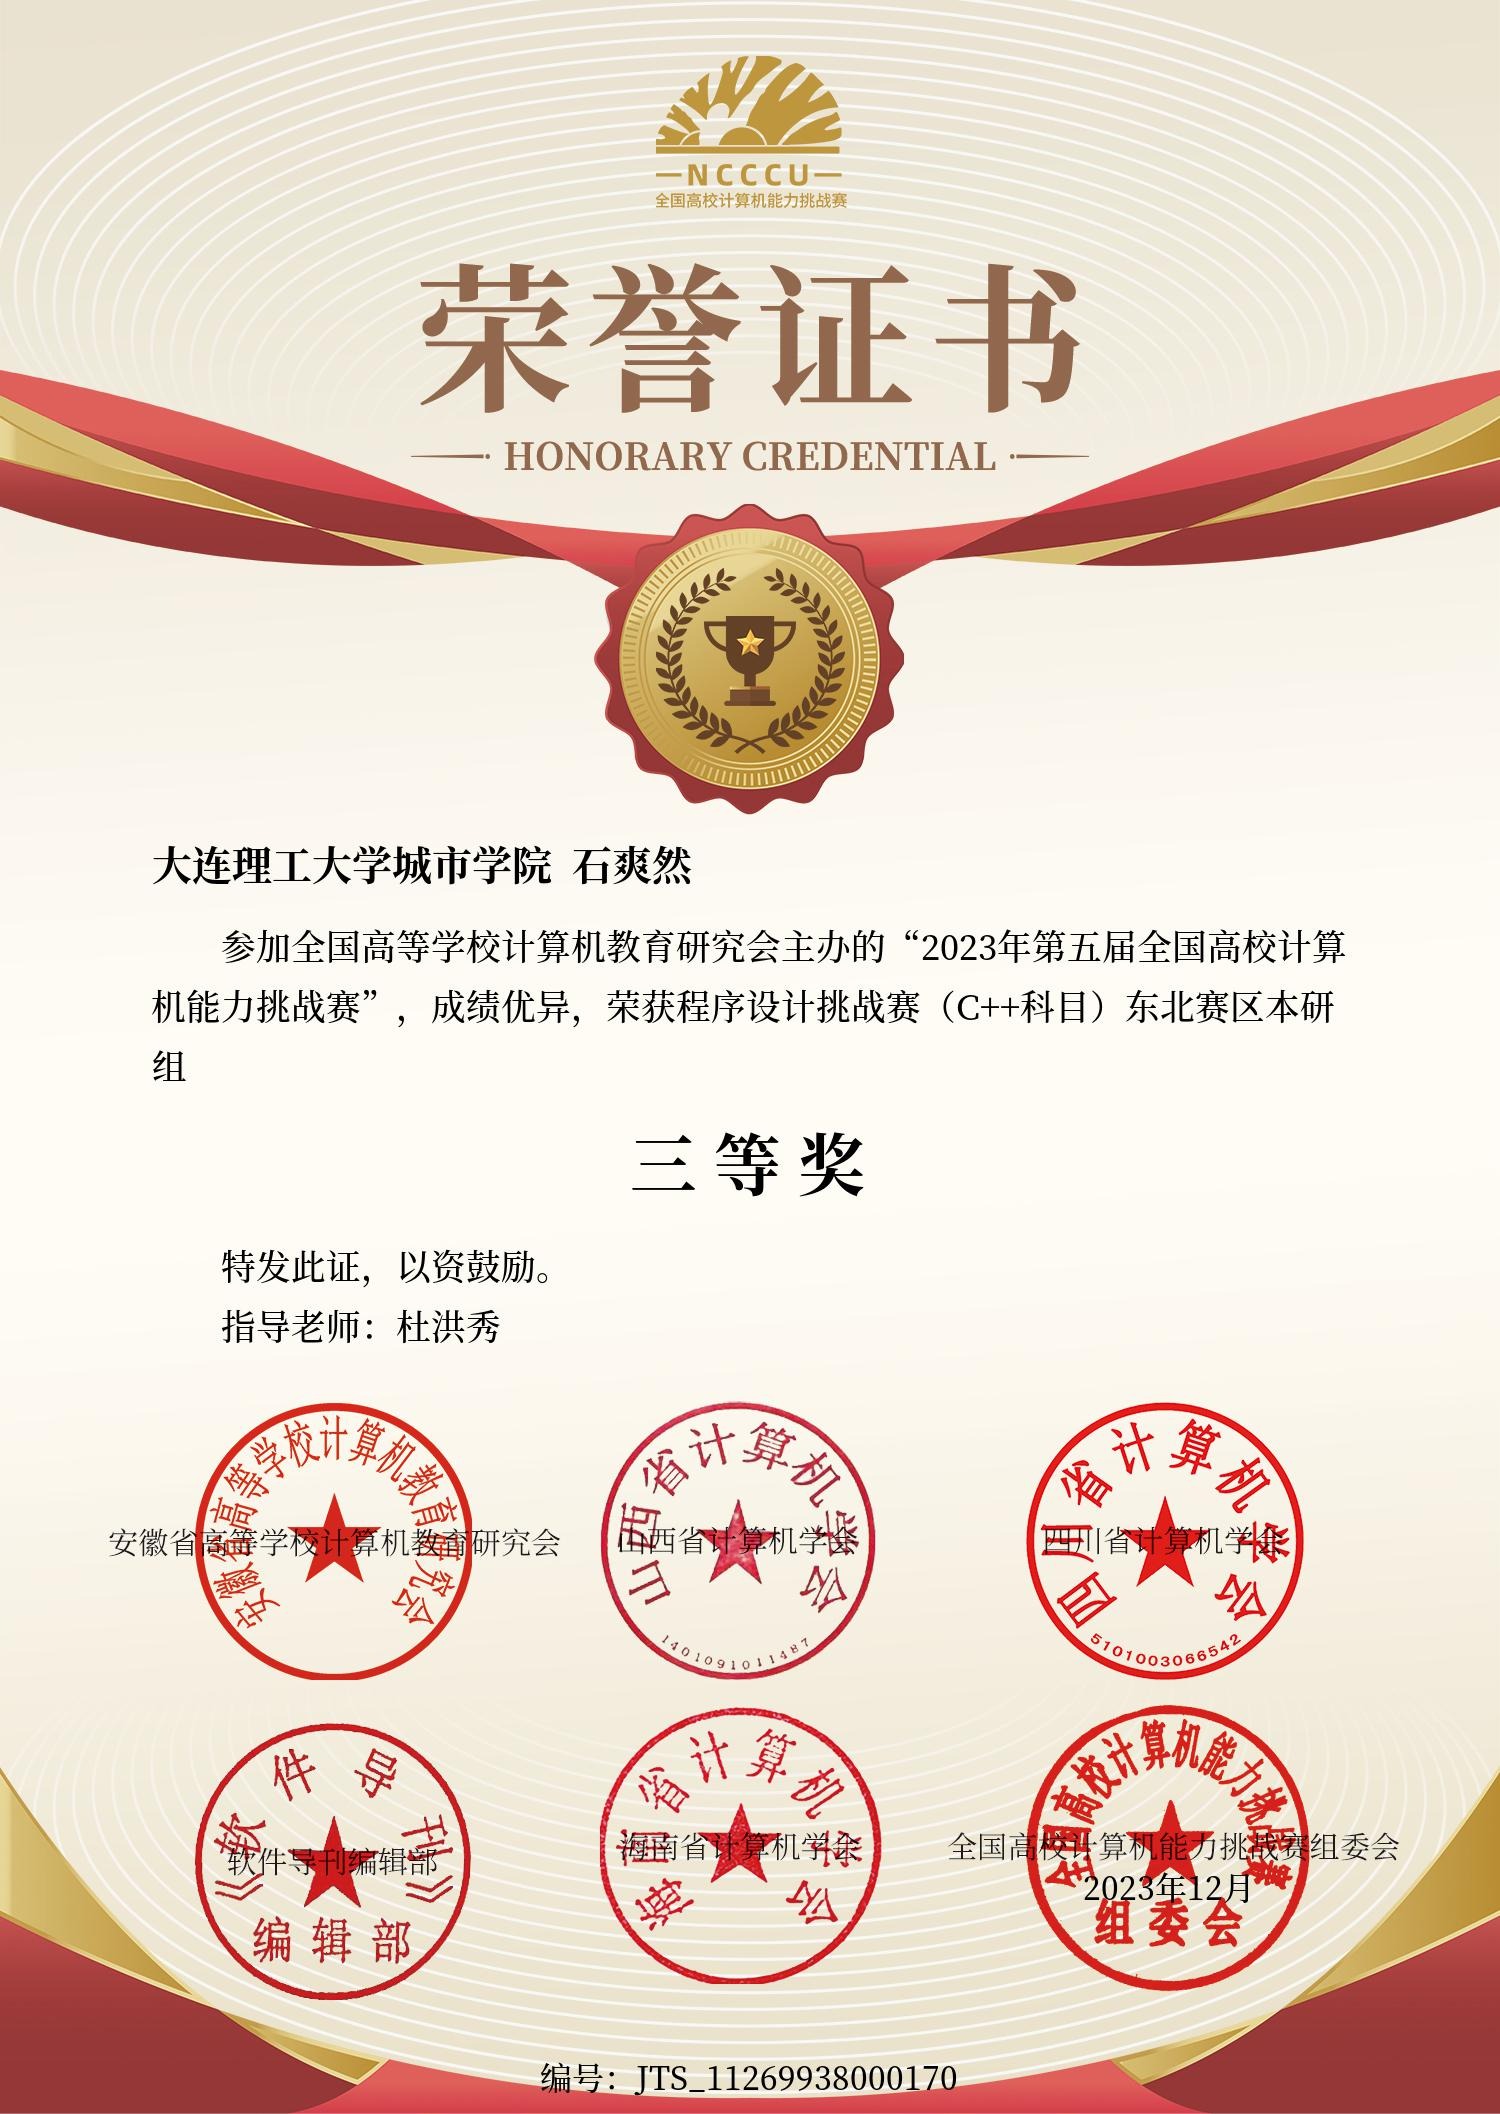 NCCCU
全国高校计算机能力挑战赛
荣誉证书
HONORARY CREDENTIAL
大连理工大学城市学院 石爽然
参加全国高等学校计算机教育研究会主办的“2023年第五届全国高校计算
机能力挑战赛”，成绩优异，荣获程序设计挑战赛（C++科目）东北赛区本研
组
三等奖
特发此证，以资鼓励。
指导老师：杜洪秀
安徽省高等学校计算机教育研究会
安徽省高等学校计算机教育研究会
山西省计算机学会
山西省计算机学会
1401091011487
四川省计算机学会
四川省计算机学会
5101003066542
《软件导刊》
软件导刊编辑部
编辑部
海南省计算机学会
海南省计算机学会
全国高校计算机能力挑战赛
全国高校计算机能力挑战赛组委会
2023年12月
组委会
编号：JTS_11269938000170